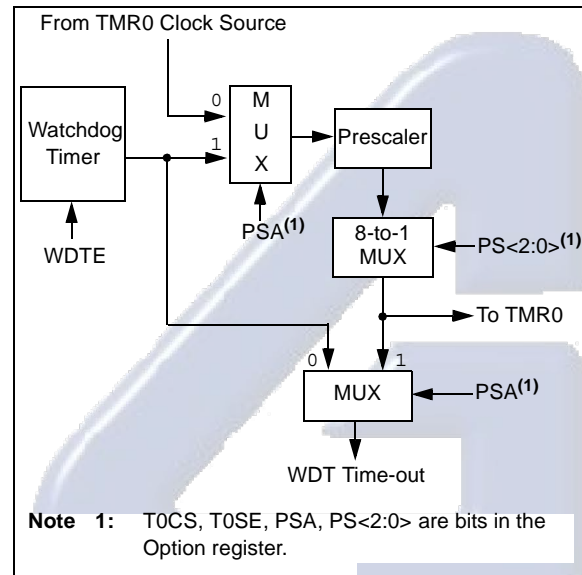 From TMR0 Clock Source
0
M
U
X
Watchdog
Timer
1
Prescaler
PSA(1)
WDTE
8-to-1
MUX
PS<2:0>(1)
To TMR0
0
1
MUX
PSA(1)
WDT Time-out
Note 1: T0CS, T0SE, PSA, PS<2:0> are bits in the
Option register.